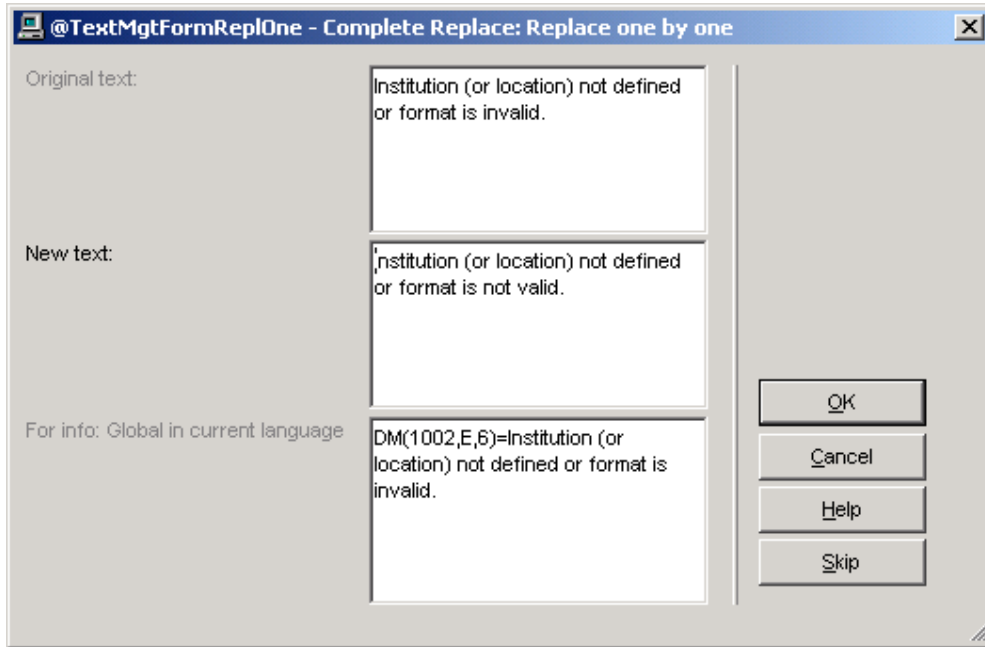 @TextMgtFormReplOne - Complete Replace: Replace one by one
Original text:
Institution (or location) not defined
or format is invalid.
New text:
Institution (or location) not defined
or format is not valid.
For info: Global in current language
DM(1002,E,6)=Institution (or
location) not defined or format is
invalid.
OK
Cancel
Help
Skip